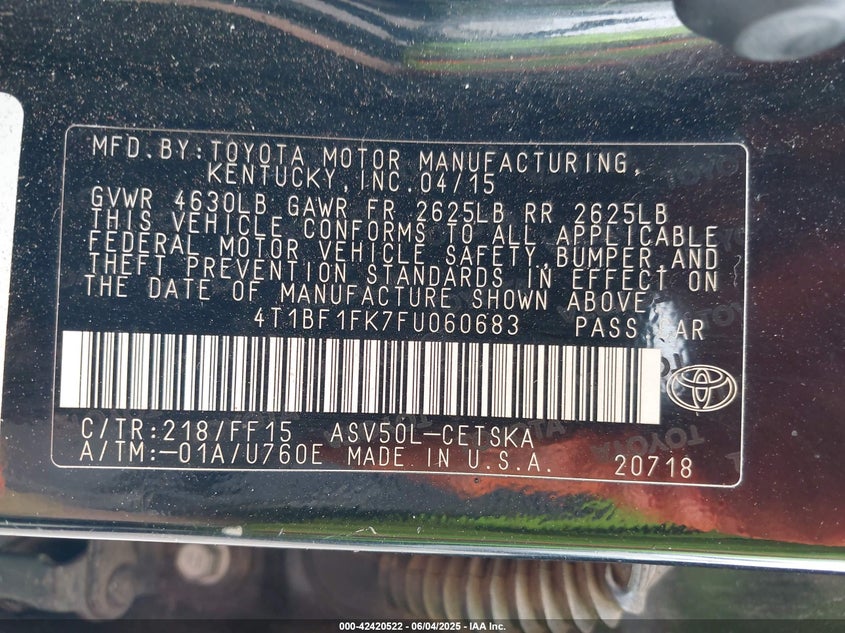 MFD.BY:TOYOTA MOTOR MANUFACTURING,
KENTUCKY,INC.04/15
GVWR 4630LB GAWR FR 2625LB RR 2625LB
THIS VEHICLE CONFORMS TO ALL APPLICABLE
FEDERAL MOTOR VEHICLE SAFETY,BUMPER,AND
THEFT PREVENTION STANDARDS IN EFFECT ON
THE DATE OF MANUFACTURE SHOWN ABOVE.
4T1BF1FK7FU060683 PASS CAR
C/TR:218/FF15 ASV50L-CETSKA
A/TM:-01A/U760E MADE IN U.S.A. 20718
000-42420522 - 06/04/2025 - IAA Inc.